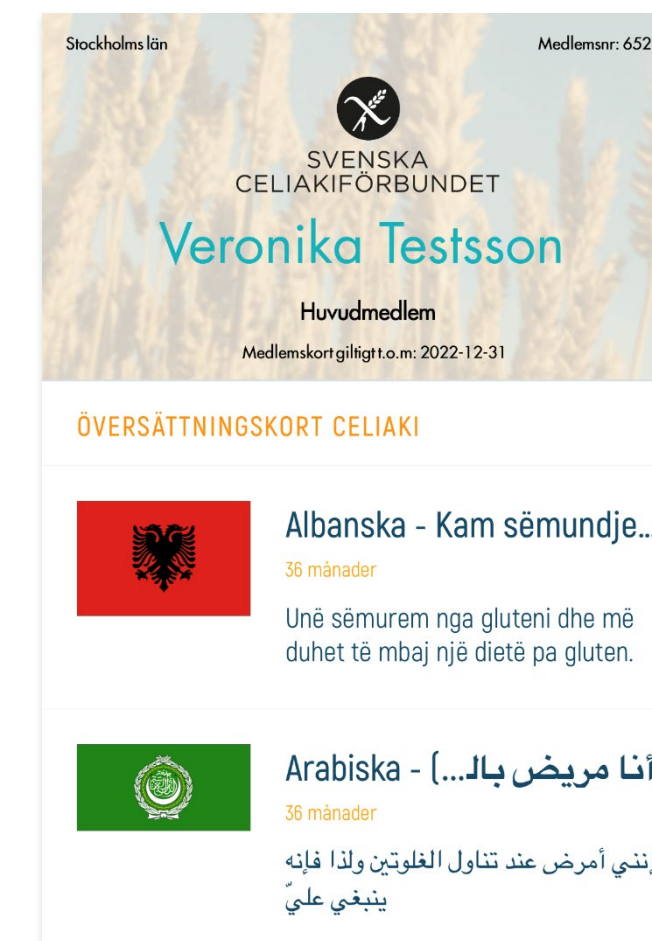 Stockholms län
Medlemsnr: 652
SVENSKA
CELIAKIFÖRBUNDET
Veronika Testsson
Huvudmedlem
Medlemskort giltigt t.o.m: 2022-12-31
ÖVERSÄTTNINGSKORT CELIAKI
Albanska - Kam sëmundje...
36 månader
Unë sëmurem nga gluteni dhe më
duhet të mbaj një dietë pa gluten.
Arabiska - (...أنا مريض بالـ
36 månader
إنني أمرض عند تناول الغلوتين ولذا فإنه
ينبغي عليّ